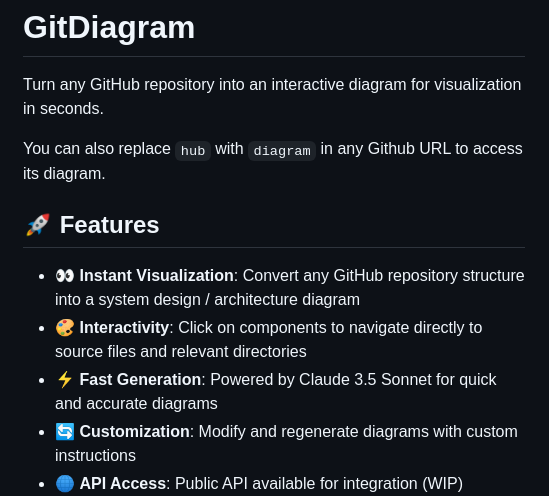 GitDiagram
Turn any GitHub repository into an interactive diagram for visualization
in seconds.
You can also replace hub with diagram in any Github URL to access
its diagram.
🚀 Features
• 👀 Instant Visualization: Convert any GitHub repository structure
into a system design / architecture diagram
• 🎨 Interactivity: Click on components to navigate directly to
source files and relevant directories
• ⚡ Fast Generation: Powered by Claude 3.5 Sonnet for quick
and accurate diagrams
• 🔄 Customization: Modify and regenerate diagrams with custom
instructions
• 🌐 API Access: Public API available for integration (WIP)